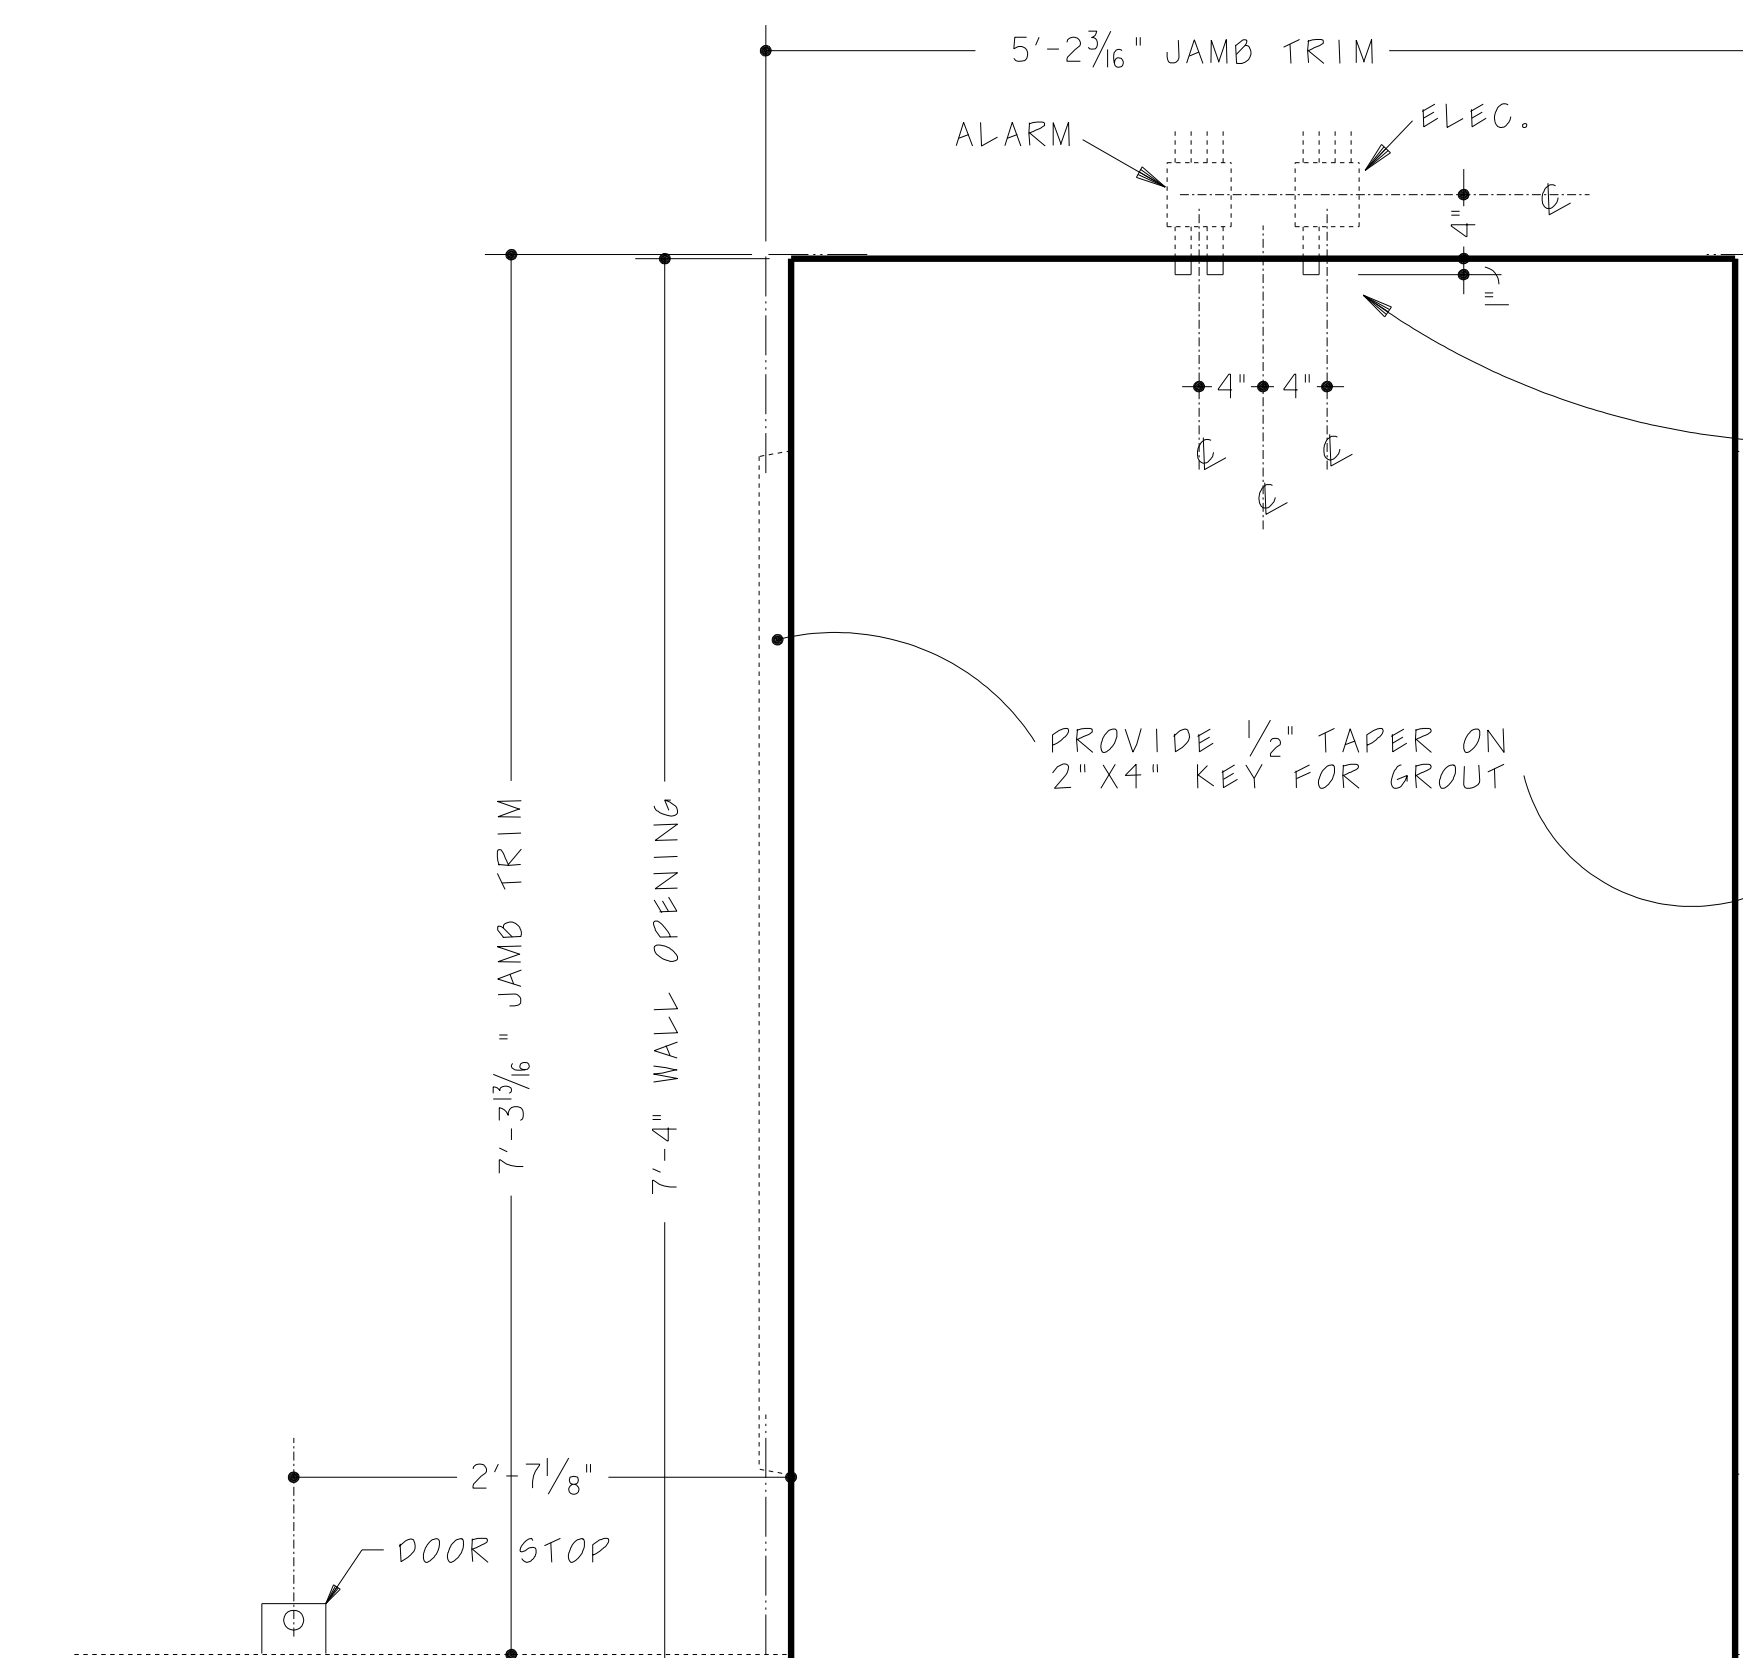 5'-2 3/16" JAMB TRIM
ELEC.
ALARM
4"
1"
4" 4"
PROVIDE 1/2" TAPER ON
2"X4" KEY FOR GROUT
7'-3 13/16" JAMB TRIM
7'-4" WALL OPENING
2'-7 1/8"
DOOR STOP